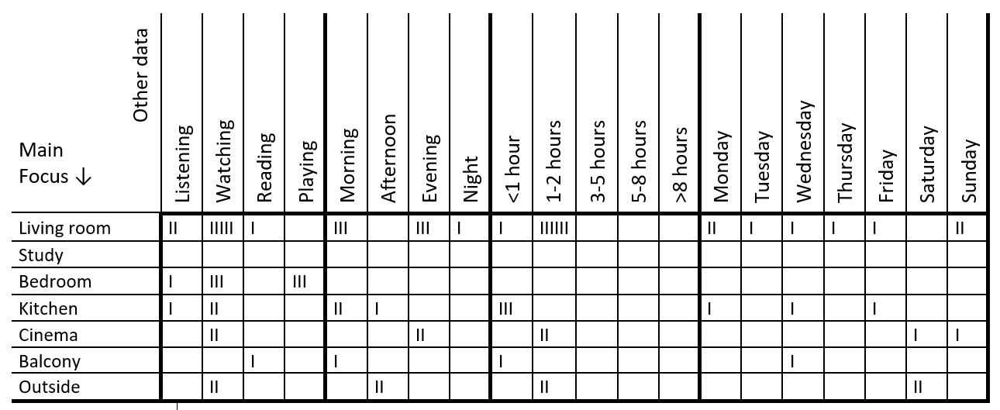 Other data
Main
Focus ↓
Listening Watching Reading Playing Morning Afternoon Evening Night <1 hour 1-2 hours 3-5 hours 5-8 hours >8 hours Monday Tuesday Wednesday Thursday Friday Saturday Sunday
Living room II IIIII I III III I I IIIIII II I I I I II
Study
Bedroom I III III
Kitchen I II II I III I I I
Cinema II II II I I
Balcony I I I I
Outside II II II II